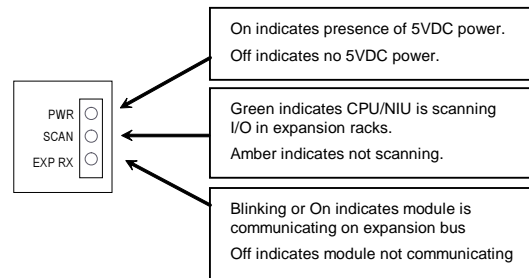 On indicates presence of 5VDC power.
Off indicates no 5VDC power.
PWR
SCAN
EXP RX
Green indicates CPU/NIU is scanning
I/O in expansion racks.
Amber indicates not scanning.
Blinking or On indicates module is
communicating on expansion bus
Off indicates module not communicating